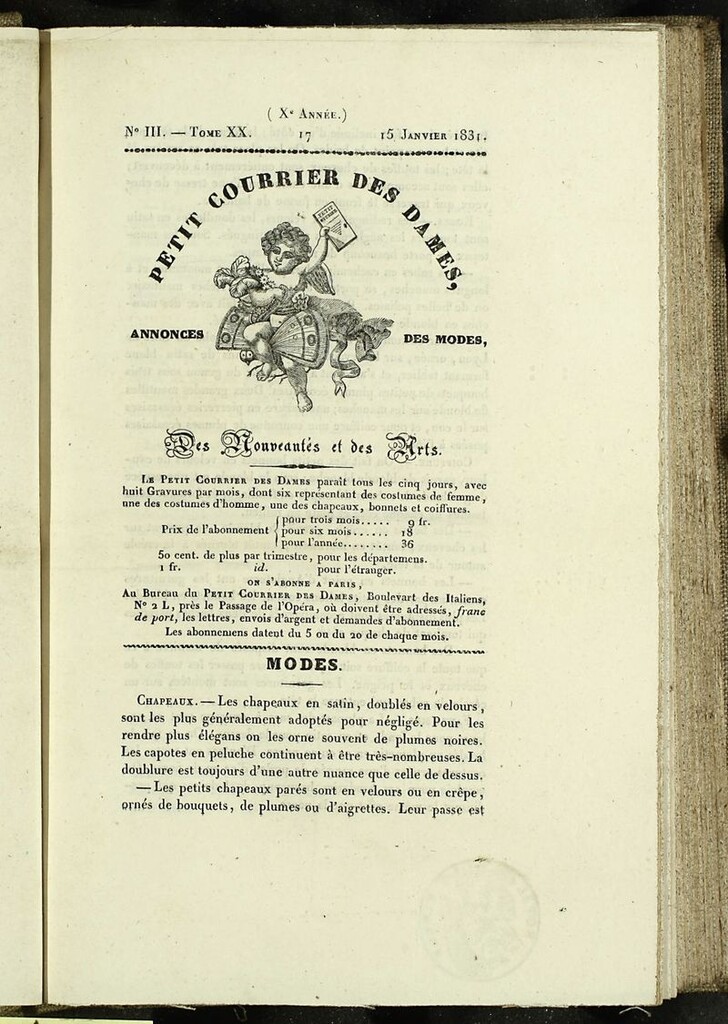 ( Xe Année.)
No III. — Tome XX. 17 15 Janvier 1831.
PETIT COURRIER DES DAMES,
ANNONCES DES MODES,
Des Nouveautés et des Arts.
Le Petit Courrier des Dames paraît tous les cinq jours, avec
huit Gravures par mois, dont six représentant des costumes de femme,
une des costumes d'homme, une des chapeaux, bonnets et coiffures.
Prix de l'abonnement { pour trois mois..... 9 fr.
pour six mois...... 18
pour l'année........ 36
50 cent. de plus par trimestre, pour les départemens.
1 fr. id. pour l'étranger.
ON S'ABONNE A PARIS,
Au Bureau du Petit Courrier des Dames, Boulevart des Italiens,
No 2 L, près le Passage de l'Opéra, où doivent être adressés, franc
de port, les lettres, envois d'argent et demandes d'abonnement.
Les abonnemens datent du 5 ou du 20 de chaque mois.
MODES.
Chapeaux. — Les chapeaux en satin, doublés en velours,
sont les plus généralement adoptés pour négligé. Pour les
rendre plus élégans on les orne souvent de plumes noires.
Les capotes en peluche continuent à être très-nombreuses. La
doublure est toujours d'une autre nuance que celle de dessus.
— Les petits chapeaux parés sont en velours ou en crêpe,
ornés de bouquets, de plumes ou d'aigrettes. Leur passe est